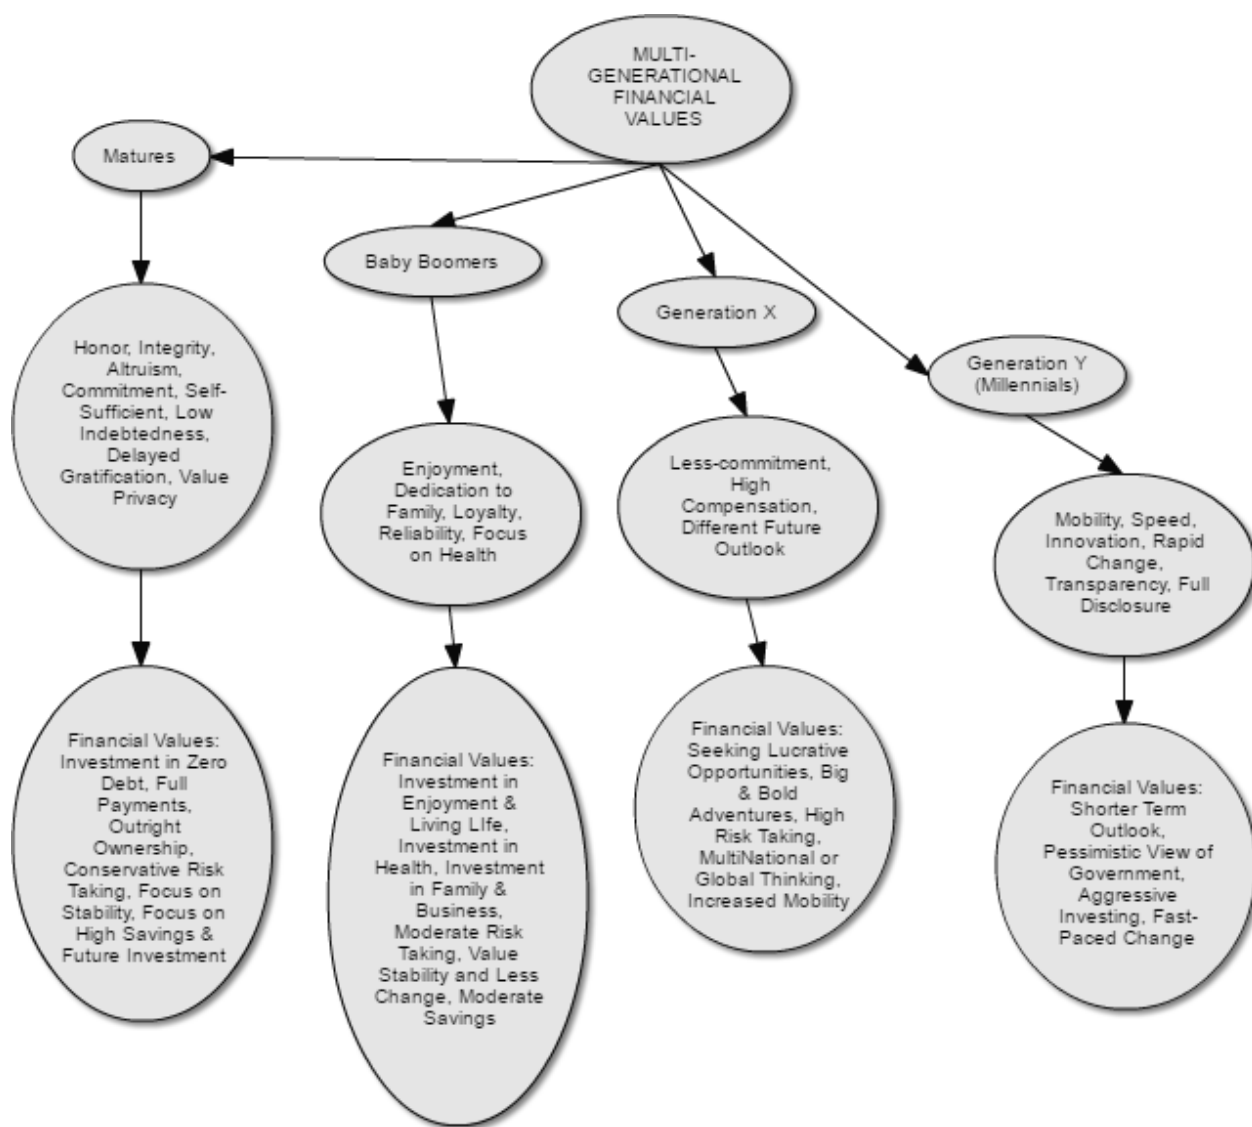 MULTI-
GENERATIONAL
FINANCIAL
VALUES
Matures
Baby Boomers
Generation X
Generation Y
(Millennials)
Honor, Integrity,
Altruism,
Commitment, Self-
Sufficient, Low
Indebtedness,
Delayed
Gratification, Value
Privacy
Enjoyment,
Dedication to
Family, Loyalty,
Reliability, Focus
on Health
Less-commitment,
High
Compensation,
Different Future
Outlook
Mobility, Speed,
Innovation, Rapid
Change,
Transparency, Full
Disclosure
Financial Values:
Investment in Zero
Debt, Full
Payments,
Outright
Ownership,
Conservative Risk
Taking, Focus on
Stability, Focus on
High Savings &
Future Investment
Financial Values:
Investment in
Enjoyment &
Living LIfe,
Investment in
Health, Investment
in Family &
Business,
Moderate Risk
Taking, Value
Stability and Less
Change, Moderate
Savings
Financial Values:
Seeking Lucrative
Opportunities, Big
& Bold
Adventures, High
Risk Taking,
MultiNational or
Global Thinking,
Increased Mobility
Financial Values:
Shorter Term
Outlook,
Pessimistic View of
Government,
Aggressive
Investing, Fast-
Paced Change